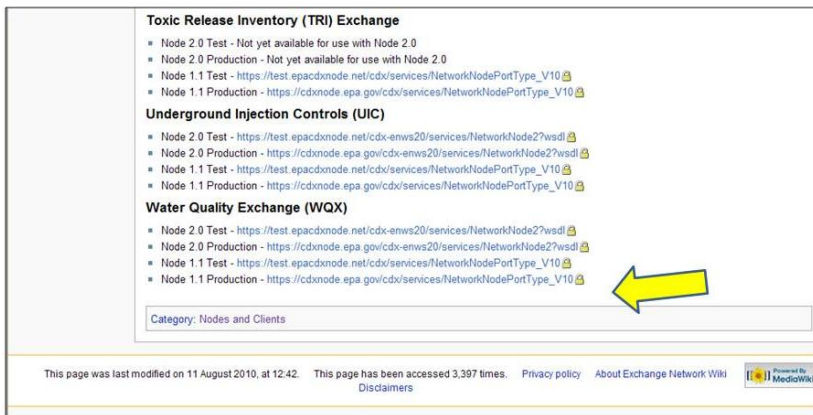 Toxic Release Inventory (TRI) Exchange
Node 2.0 Test - Not yet available for use with Node 2.0
Node 2.0 Production - Not yet available for use with Node 2.0
Node 1.1 Test - https://test.epacdxnode.net/cdx/services/NetworkNodePortType_V10
Node 1.1 Production - https://cdxnode.epa.gov/cdx/services/NetworkNodePortType_V10
Underground Injection Controls (UIC)
Node 2.0 Test - https://test.epacdxnode.net/cdx-enws20/services/NetworkNode2?wsdl
Node 2.0 Production - https://cdxnode.epa.gov/cdx-enws20/services/NetworkNode2?wsdl
Node 1.1 Test - https://test.epacdxnode.net/cdx/services/NetworkNodePortType_V10
Node 1.1 Production - https://cdxnode.epa.gov/cdx/services/NetworkNodePortType_V10
Water Quality Exchange (WQX)
Node 2.0 Test - https://test.epacdxnode.net/cdx-enws20/services/NetworkNode2?wsdl
Node 2.0 Production - https://cdxnode.epa.gov/cdx-enws20/services/NetworkNode2?wsdl
Node 1.1 Test - https://test.epacdxnode.net/cdx/services/NetworkNodePortType_V10
Node 1.1 Production - https://cdxnode.epa.gov/cdx/services/NetworkNodePortType_V10
Category: Nodes and Clients
This page was last modified on 11 August 2010, at 12:42. This page has been accessed 3,397 times. Privacy policy About Exchange Network Wiki
Disclaimers
Powered By
MediaWiki